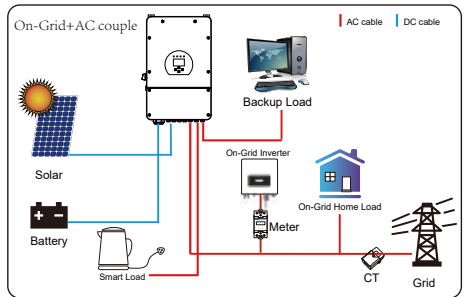 On-Grid+AC couple
AC cable
DC cable
Backup Load
On-Grid Inverter
Solar
On-Grid Home Load
Meter
Battery
Smart Load
CT
Grid